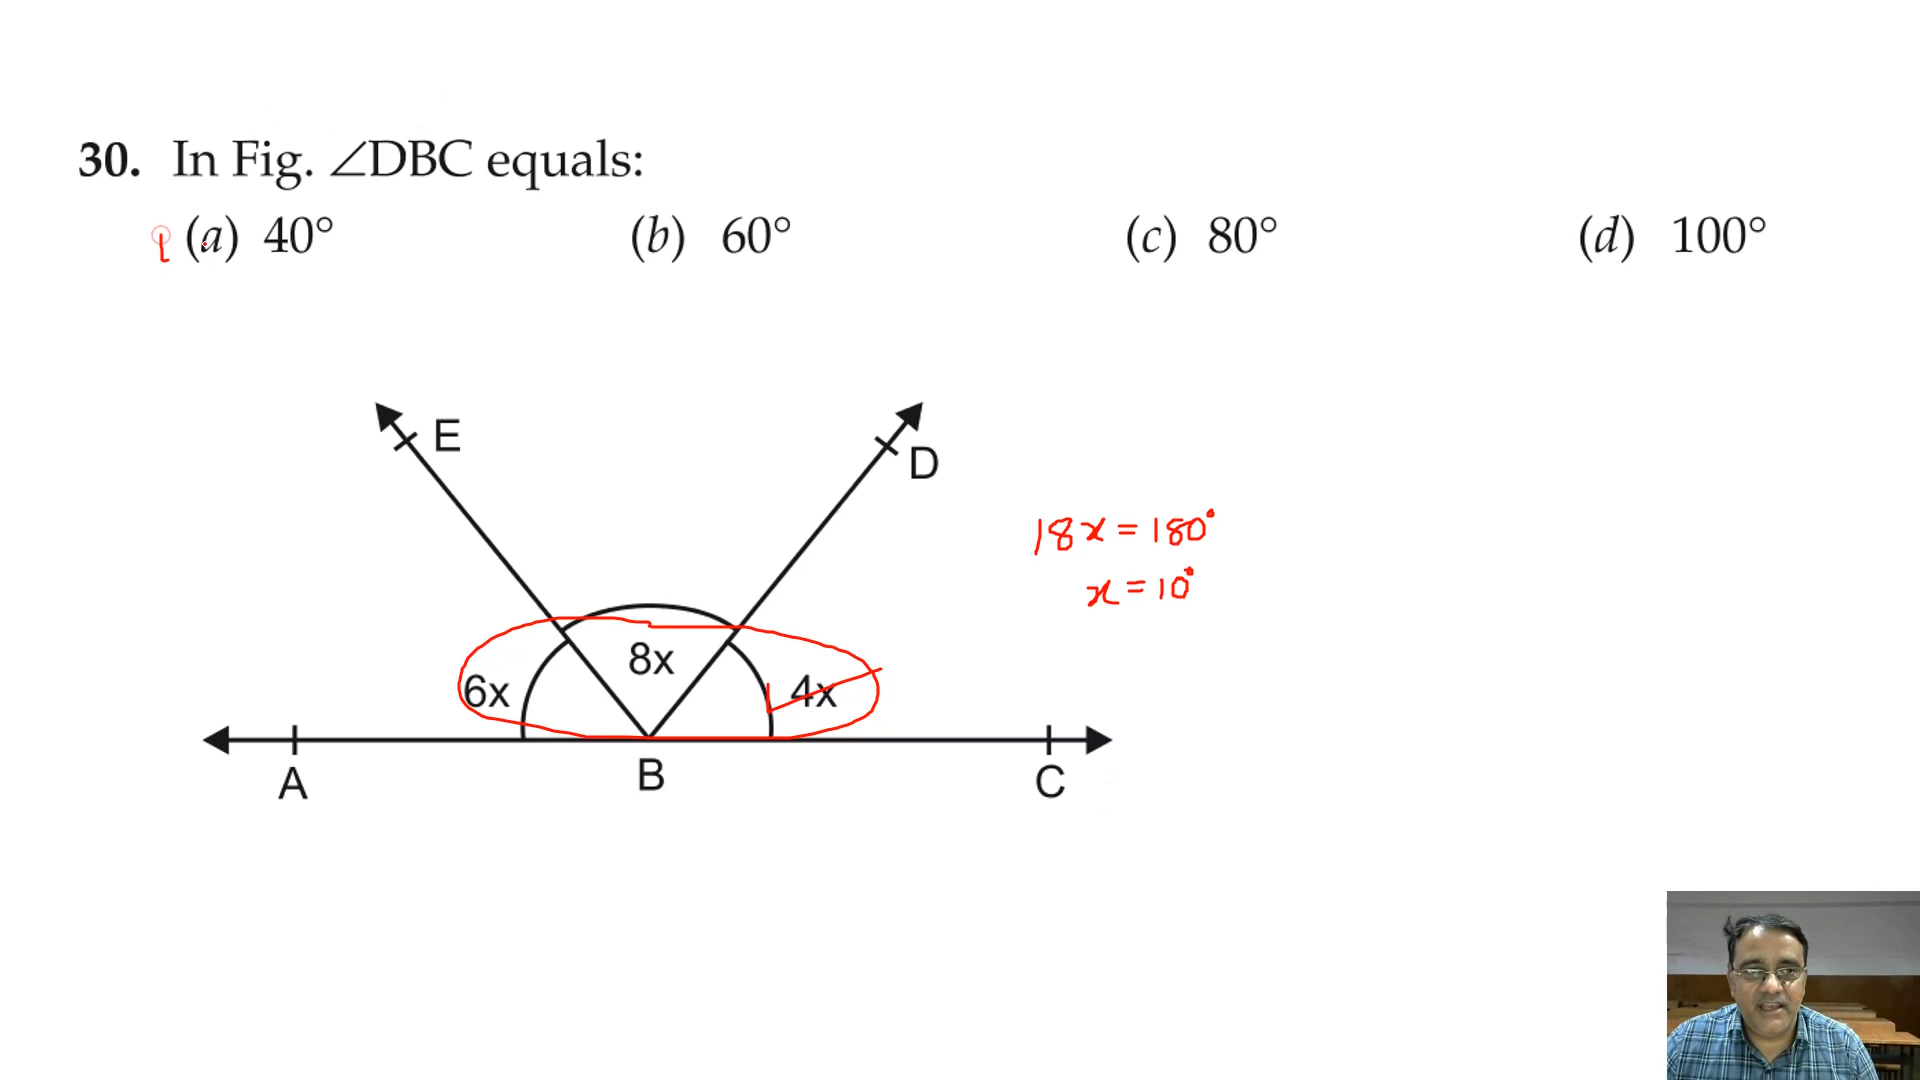 30. In Fig. ∠DBC equals:
(a) 40° (b) 60° (c) 80° (d) 100°
E
D
18x = 180°
x = 10°
8x
6x 4x
A B C